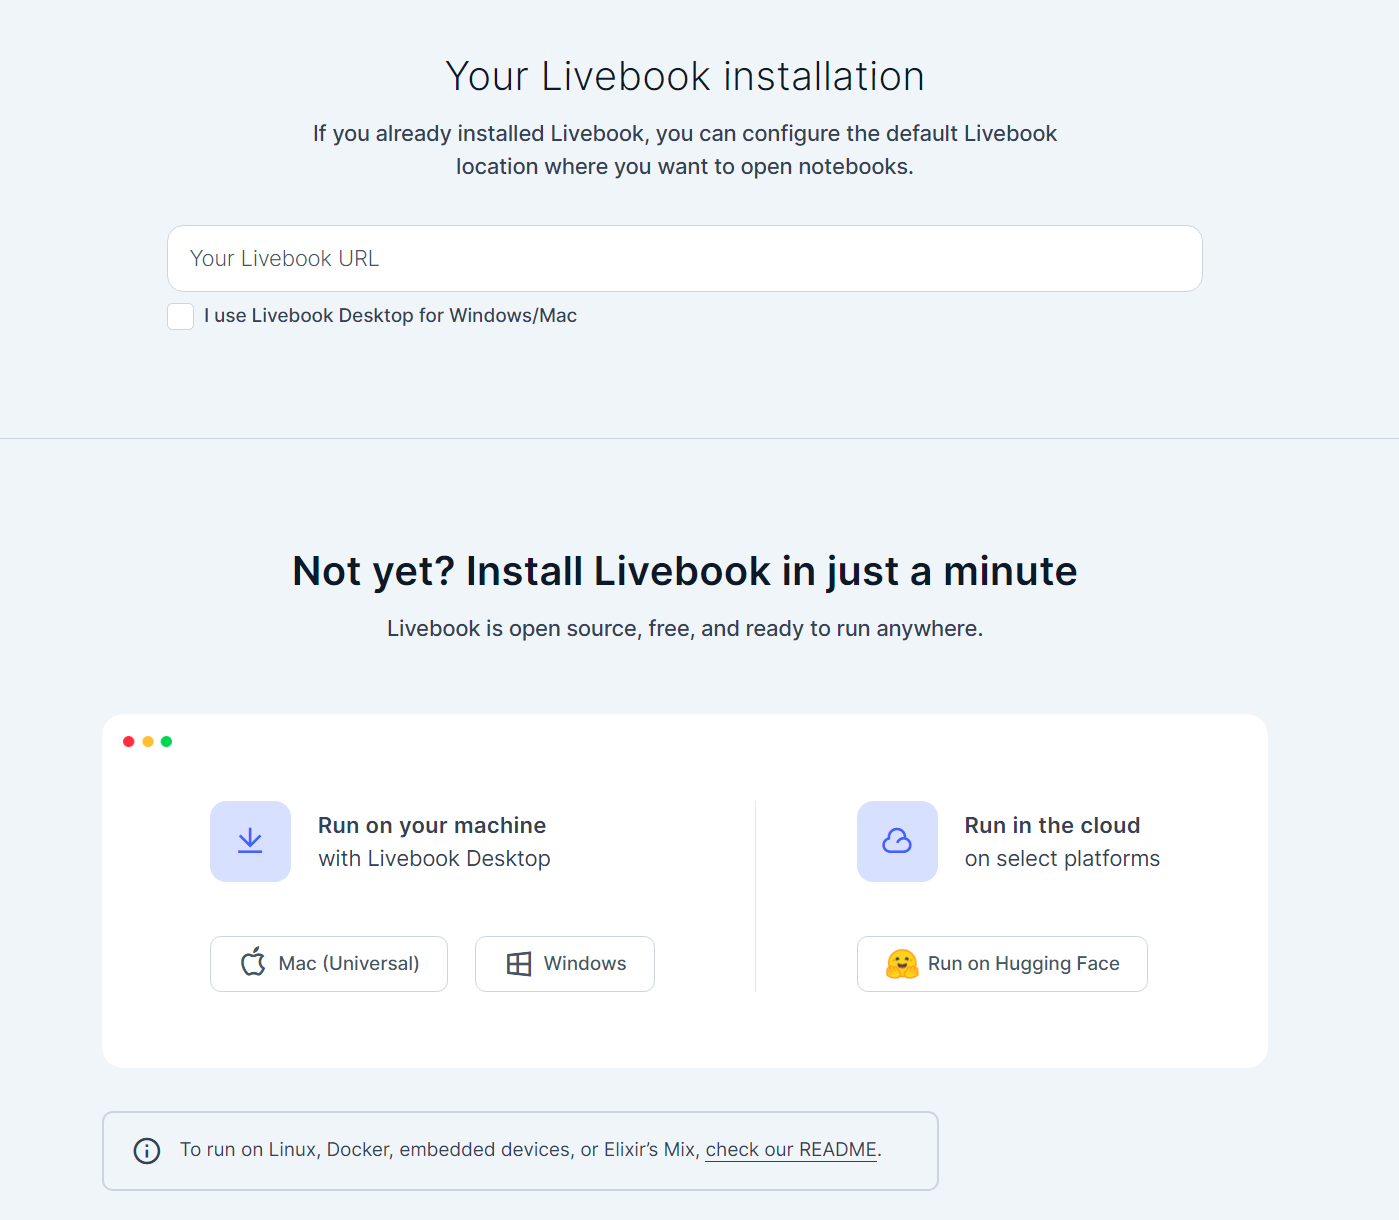 Your Livebook installation
If you already installed Livebook, you can configure the default Livebook
location where you want to open notebooks.
Your Livebook URL
I use Livebook Desktop for Windows/Mac
Not yet? Install Livebook in just a minute
Livebook is open source, free, and ready to run anywhere.
Run on your machine
with Livebook Desktop
Mac (Universal)
Windows
Run in the cloud
on select platforms
Run on Hugging Face
To run on Linux, Docker, embedded devices, or Elixir’s Mix, check our README.